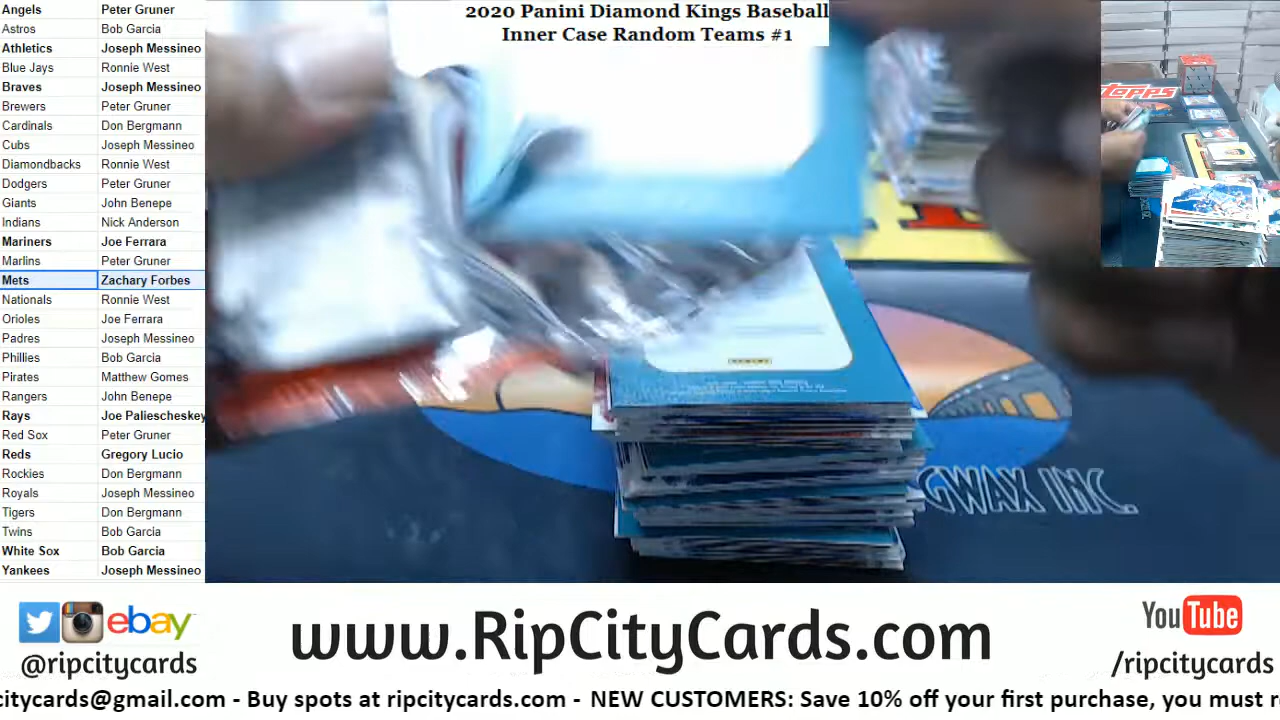 2020 Panini Diamond Kings Baseball
Inner Case Random Teams #1
Angels Peter Gruner
Astros Bob Garcia
Athletics Joseph Messineo
Blue Jays Ronnie West
Braves Joseph Messineo
Brewers Peter Gruner
Cardinals Don Bergmann
Cubs Joseph Messineo
Diamondbacks Ronnie West
Dodgers Peter Gruner
Giants John Benepe
Indians Nick Anderson
Mariners Joe Ferrara
Marlins Peter Gruner
Mets Zachary Forbes
Nationals Ronnie West
Orioles Joe Ferrara
Padres Joseph Messineo
Phillies Bob Garcia
Pirates Matthew Gomes
Rangers John Benepe
Rays Joe Paliescheskey
Red Sox Peter Gruner
Reds Gregory Lucio
Rockies Don Bergmann
Royals Joseph Messineo
Tigers Don Bergmann
Twins Bob Garcia
White Sox Bob Garcia
Yankees Joseph Messineo
TOPPS
PANINI
GWAX INC.
ebay
@ripcitycards
www.RipCityCards.com
YouTube
/ripcitycards
citycards@gmail.com - Buy spots at ripcitycards.com - NEW CUSTOMERS: Save 10% off your first purchase, you must r